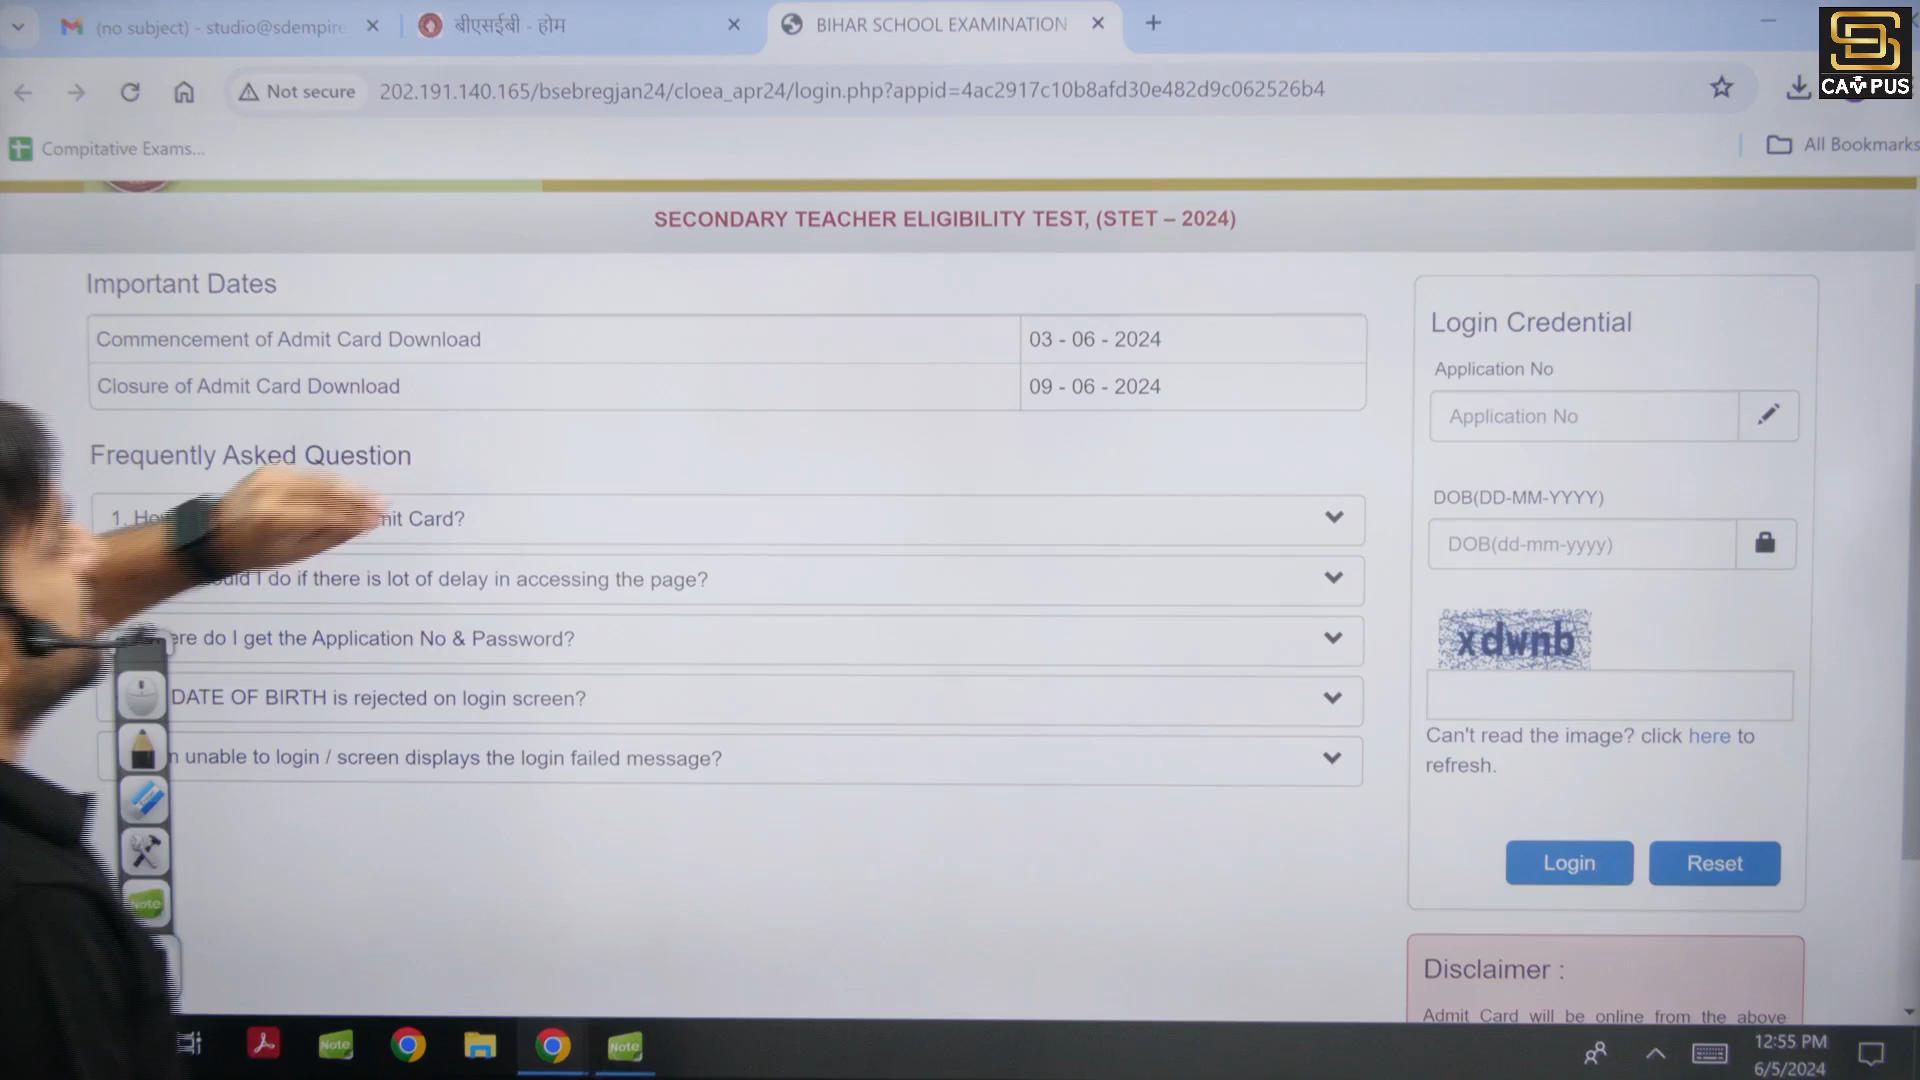 (no subject) - studio@sdempire
बीएसईबी - होम
BIHAR SCHOOL EXAMINATION
SD
CAMPUS
Not secure
202.191.140.165/bsebregjan24/cloea_apr24/login.php?appid=4ac2917c10b8afd30e482d9c062526b4
Compitative Exams...
All Bookmarks
SECONDARY TEACHER ELIGIBILITY TEST, (STET – 2024)
Important Dates
Commencement of Admit Card Download
03 - 06 - 2024
Closure of Admit Card Download
09 - 06 - 2024
Frequently Asked Question
1. Ho
mit Card?
ould I do if there is lot of delay in accessing the page?
ere do I get the Application No & Password?
DATE OF BIRTH is rejected on login screen?
unable to login / screen displays the login failed message?
Login Credential
Application No
Application No
DOB(DD-MM-YYYY)
DOB(dd-mm-yyyy)
xdwnb
Can't read the image? click here to
refresh.
Login
Reset
Disclaimer :
Admit Card will be online from the above
Note
Note
Note
12:55 PM
6/5/2024